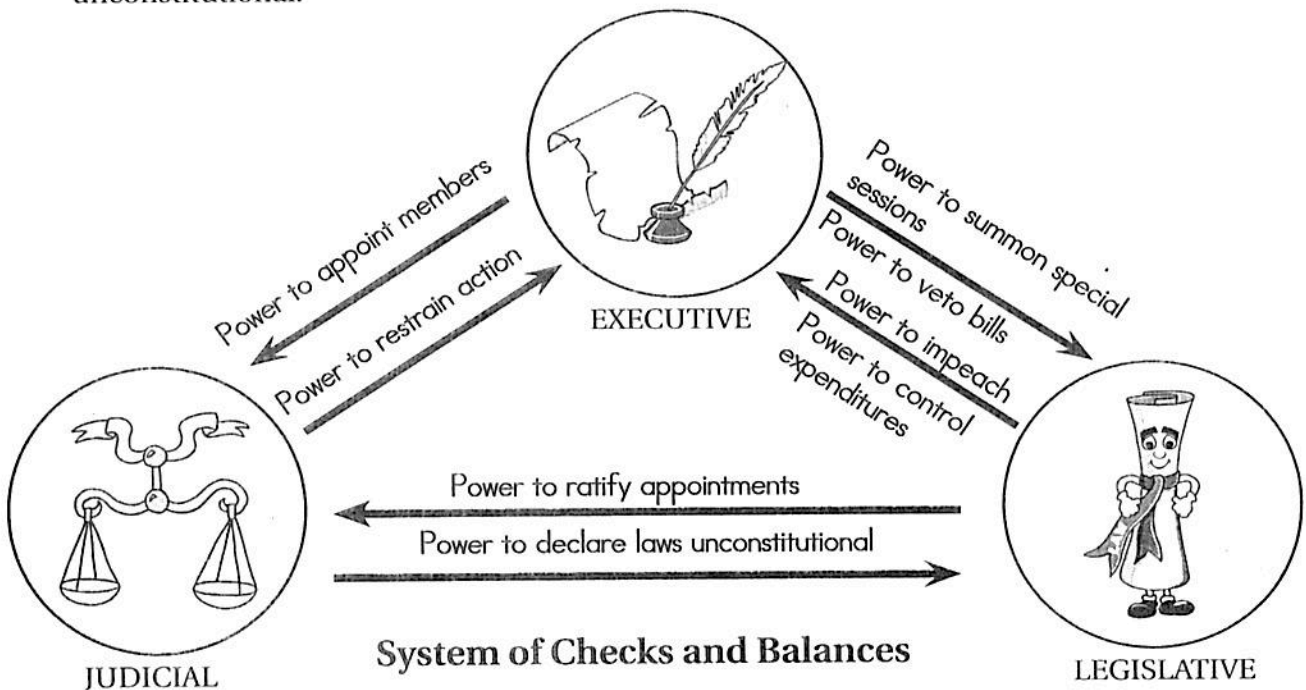 unconstitutional.
EXECUTIVE
Power to appoint members
Power to restrain action
Power to summon special
sessions
Power to veto bills
Power to impeach
Power to control
expenditures
Power to ratify appointments
Power to declare laws unconstitutional
System of Checks and Balances
JUDICIAL
LEGISLATIVE